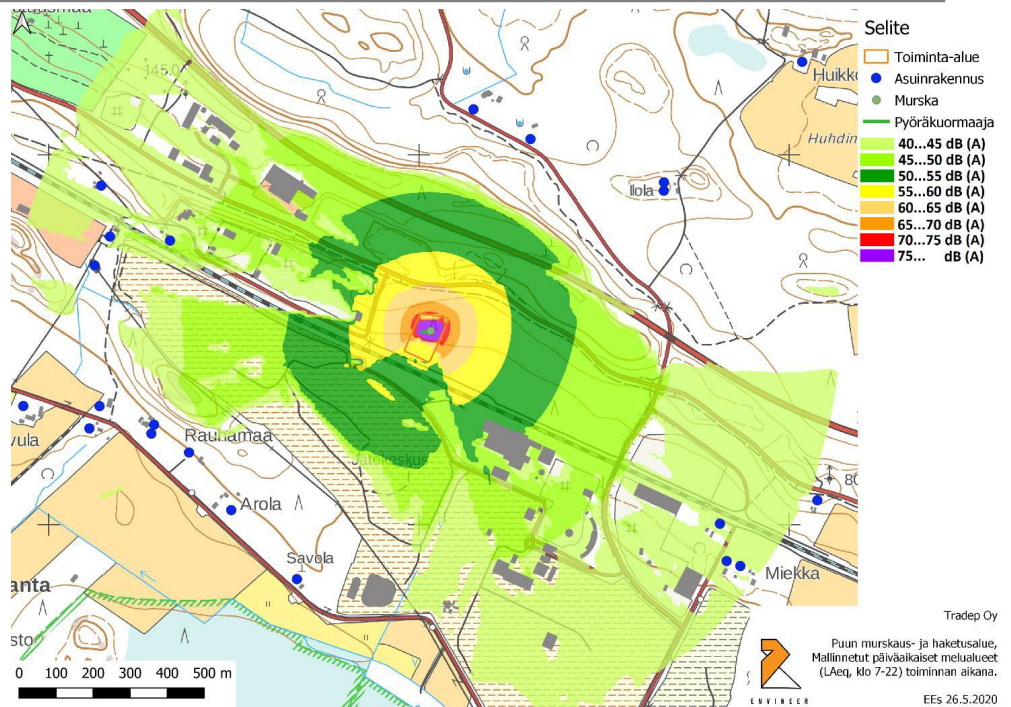 Selite
Toiminta-alue
Asuinrakennus
Murska
Pyöräkuormaaja
40...45 dB (A)
45...50 dB (A)
50...55 dB (A)
55...60 dB (A)
60...65 dB (A)
65...70 dB (A)
70...75 dB (A)
75... dB (A)
145.0
Huikko
Huhdin
Ilola
vula
Rauhamaa
Jätekeskus
Arola
Savola
80
Miekka
anta
sto
0 100 200 300 400 500 m
Tradep Oy
Puun murskaus- ja haketusalue,
Mallinnetut päiväaikaiset melualueet
(LAeq, klo 7-22) toiminnan aikana.
ENVINEER
EEs 26.5.2020